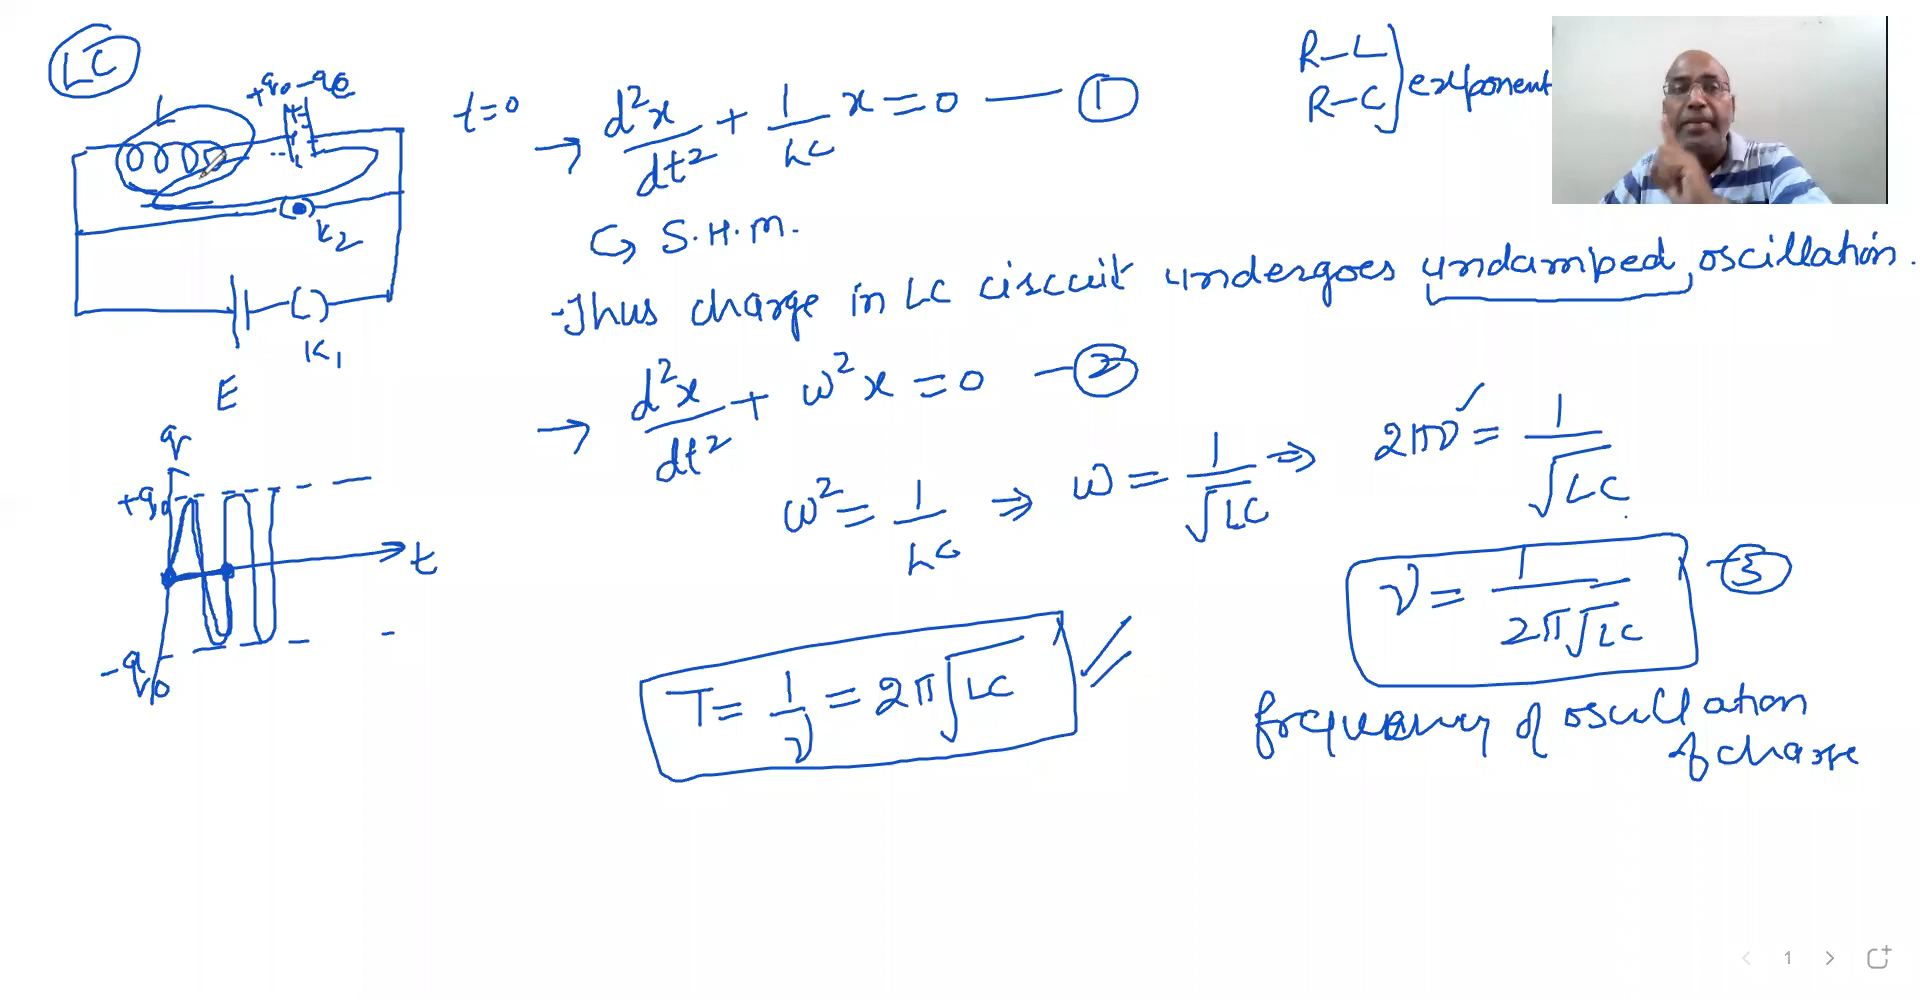 LC
L
+q₀ -q₀
K₂
K₁
E
t=0
→ d²x/dt² + 1/LC x = 0 — ①
↪ S.H.M.
R-L
R-C } exponent
Thus charge in LC circuit undergoes undamped oscillation.
→ d²x/dt² + ω²x = 0 — ②
ω² = 1/LC ⇒ ω = 1/√LC ⇒ 2πν = 1/√LC
ν = 1/2π√LC — ③
frequency of oscillation
of charge
T = 1/ν = 2π√LC
q
+q₀
t
-q₀
1